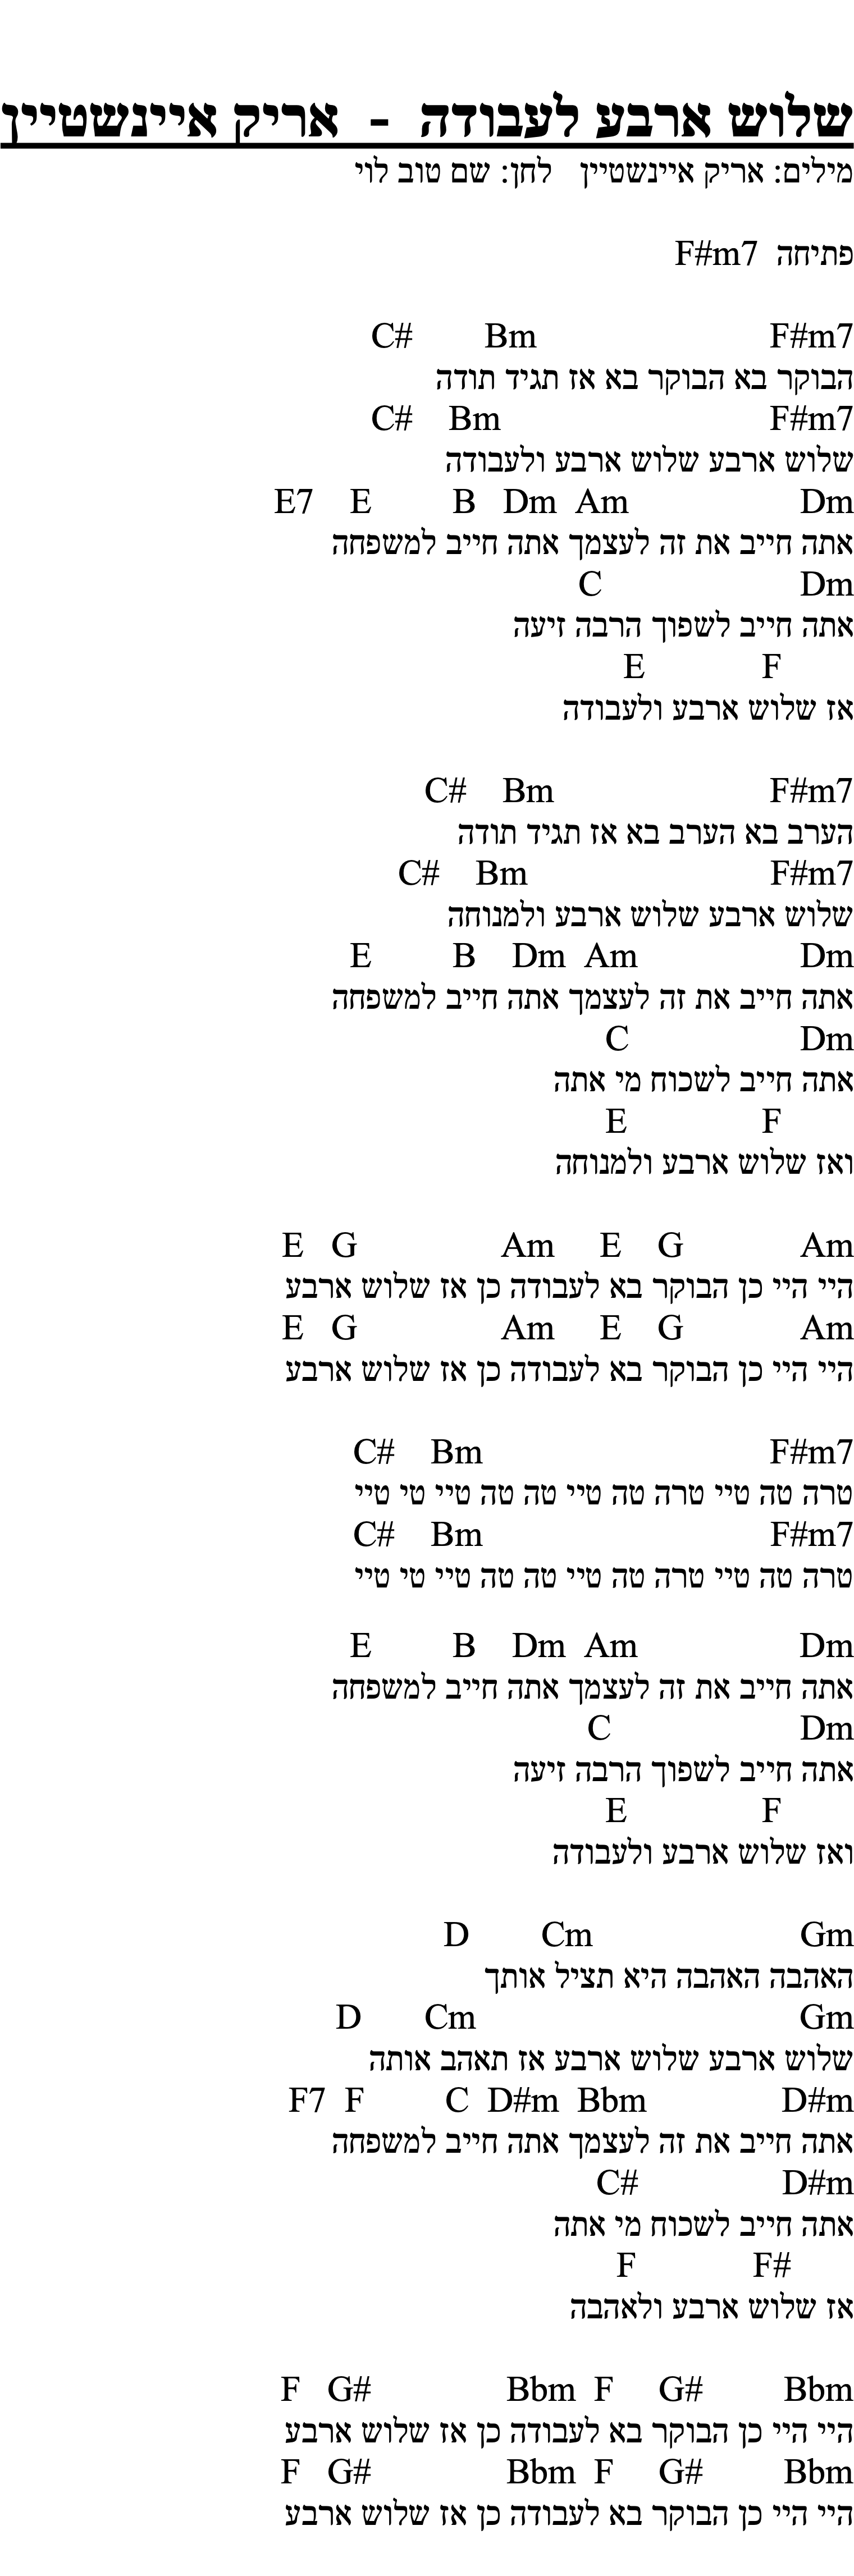 שלוש ארבע לעבודה - אריק איינשטיין
מילים: אריק איינשטיין לחן: שם טוב לוי
פתיחה F#m7
F#m7 Bm C#
הבוקר בא הבוקר בא אז תגיד תודה
F#m7 Bm C#
שלוש ארבע שלוש ארבע ולעבודה
Dm Am Dm B E E7
אתה חייב את זה לעצמך אתה חייב למשפחה
Dm C
אתה חייב לשפוך הרבה זיעה
F E
אז שלוש ארבע ולעבודה
F#m7 Bm C#
הערב בא הערב בא אז תגיד תודה
F#m7 Bm C#
שלוש ארבע שלוש ארבע ולמנוחה
Dm Am Dm B E
אתה חייב את זה לעצמך אתה חייב למשפחה
Dm C
אתה חייב לשכוח מי אתה
F E
ואז שלוש ארבע ולמנוחה
Am G E Am G E
היי היי כן הבוקר בא לעבודה כן אז שלוש ארבע
Am G E Am G E
היי היי כן הבוקר בא לעבודה כן אז שלוש ארבע
F#m7 Bm C#
טרה טה טיי טרה טה טיי טה טה טיי טי טיי
F#m7 Bm C#
טרה טה טיי טרה טה טיי טה טה טיי טי טיי
Dm Am Dm B E
אתה חייב את זה לעצמך אתה חייב למשפחה
Dm C
אתה חייב לשפוך הרבה זיעה
F E
ואז שלוש ארבע ולעבודה
Gm Cm D
האהבה האהבה היא תציל אותך
Gm Cm D
שלוש ארבע שלוש ארבע אז תאהב אותה
D#m Bbm D#m C F F7
אתה חייב את זה לעצמך אתה חייב למשפחה
D#m C#
אתה חייב לשכוח מי אתה
F# F
אז שלוש ארבע ולאהבה
Bbm G# F Bbm G# F
היי היי כן הבוקר בא לעבודה כן אז שלוש ארבע
Bbm G# F Bbm G# F
היי היי כן הבוקר בא לעבודה כן אז שלוש ארבע